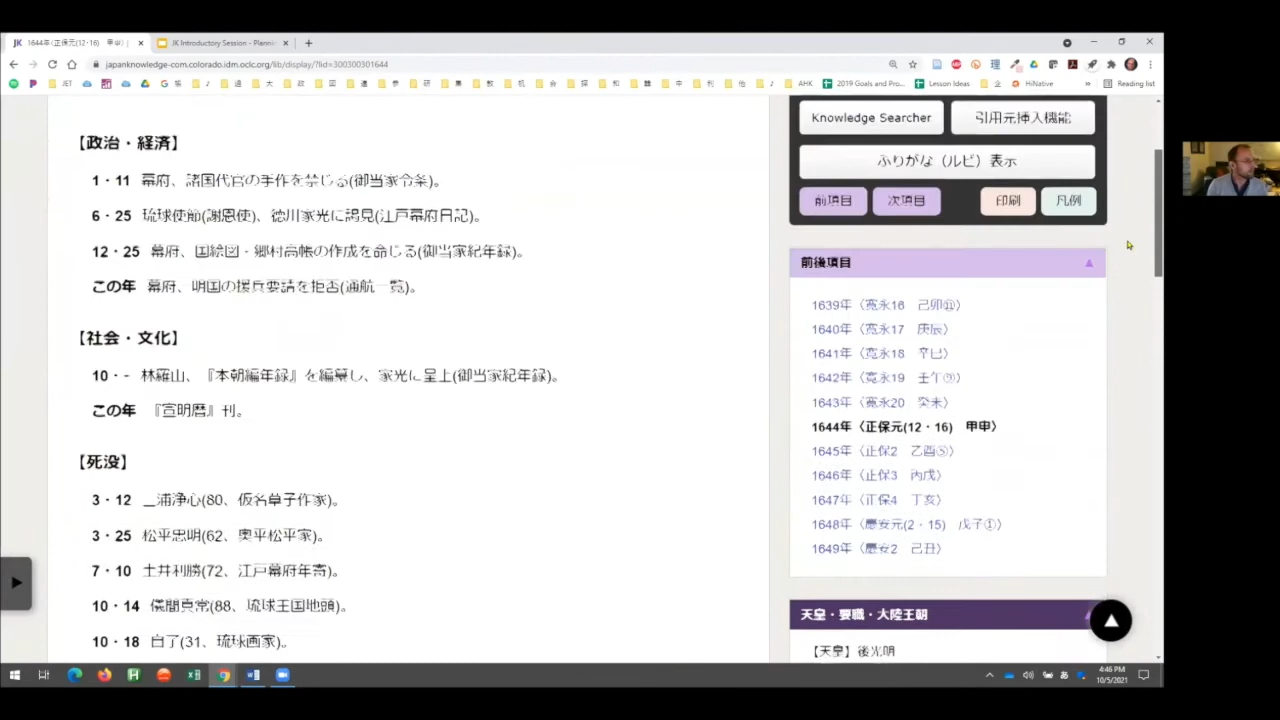 1644年〈正保元(12・16) 甲申〉 |
JK Introductory Session - Plannin
japanknowledge-com.colorado.idm.oclc.org/lib/display/?lid=300300301644
JET 帳 ♪ 通 大 政 図 連 参 研 集 教 机 会 探 和 韓 中 利 他 ♪ AHK 2019 Goals and Pro... Lesson Ideas 企 HiNative » Reading list
【政治・経済】
1・11 幕府、諸国代官の手作を禁じる(御当家令条)。
6・25 琉球使節(謝恩使)、徳川家光に謁見(江戸幕府日記)。
12・25 幕府、国絵図・郷村高帳の作成を命じる(御当家紀年録)。
この年 幕府、明国の援兵要請を拒否(通航一覧)。
【社会・文化】
10・- 林羅山、『本朝編年録』を編纂し、家光に呈上(御当家紀年録)。
この年 『宣明暦』刊。
【死没】
3・12 三浦浄心(80、仮名草子作家)。
3・25 松平忠明(62、奥平松平家)。
7・10 土井利勝(72、江戸幕府年寄)。
10・14 儀間真常(88、琉球王国地頭)。
10・18 自了(31、琉球画家)。
Knowledge Searcher 引用元挿入機能
ふりがな（ルビ）表示
前項目 次項目 印刷 凡例
前後項目
1639年〈寛永16 己卯⑪〉
1640年〈寛永17 庚辰〉
1641年〈寛永18 辛巳〉
1642年〈寛永19 壬午⑨〉
1643年〈寛永20 癸未〉
1644年〈正保元(12・16) 甲申〉
1645年〈正保2 乙酉⑤〉
1646年〈正保3 丙戌〉
1647年〈正保4 丁亥〉
1648年〈慶安元(2・15) 戊子①〉
1649年〈慶安2 己丑〉
天皇・要職・大陸王朝
【天皇】後光明
4:46 PM
10/5/2021